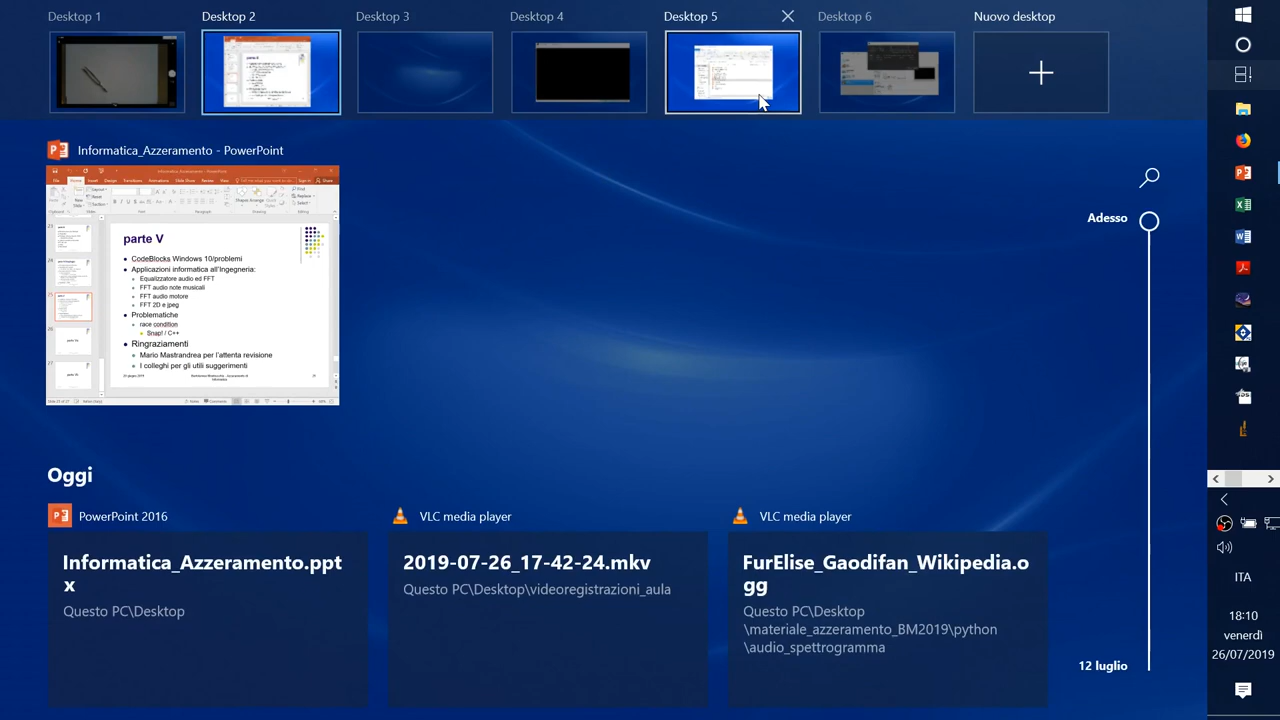 Desktop 1
Desktop 2
Desktop 3
Desktop 4
Desktop 5
Desktop 6
Nuovo desktop
Informatica_Azzeramento - PowerPoint
parte V
CodeBlocks Windows 10/problemi
Applicazioni informatica all'Ingegneria:
Equalizzatore audio ed FFT
FFT audio note musicali
FFT audio motore
FFT 2D e jpeg
Problematiche
race condition
Snap! / C++
Ringraziamenti
Mario Mastrandrea per l'attenta revisione
I colleghi per gli utili suggerimenti
Adesso
Oggi
PowerPoint 2016
Informatica_Azzeramento.ppt
x
Questo PC\Desktop
VLC media player
2019-07-26_17-42-24.mkv
Questo PC\Desktop\videoregistrazioni_aula
VLC media player
FurElise_Gaodifan_Wikipedia.o
gg
Questo PC\Desktop
\materiale_azzeramento_BM2019\python
\audio_spettrogramma
12 luglio
ITA
18:10
venerdì
26/07/2019